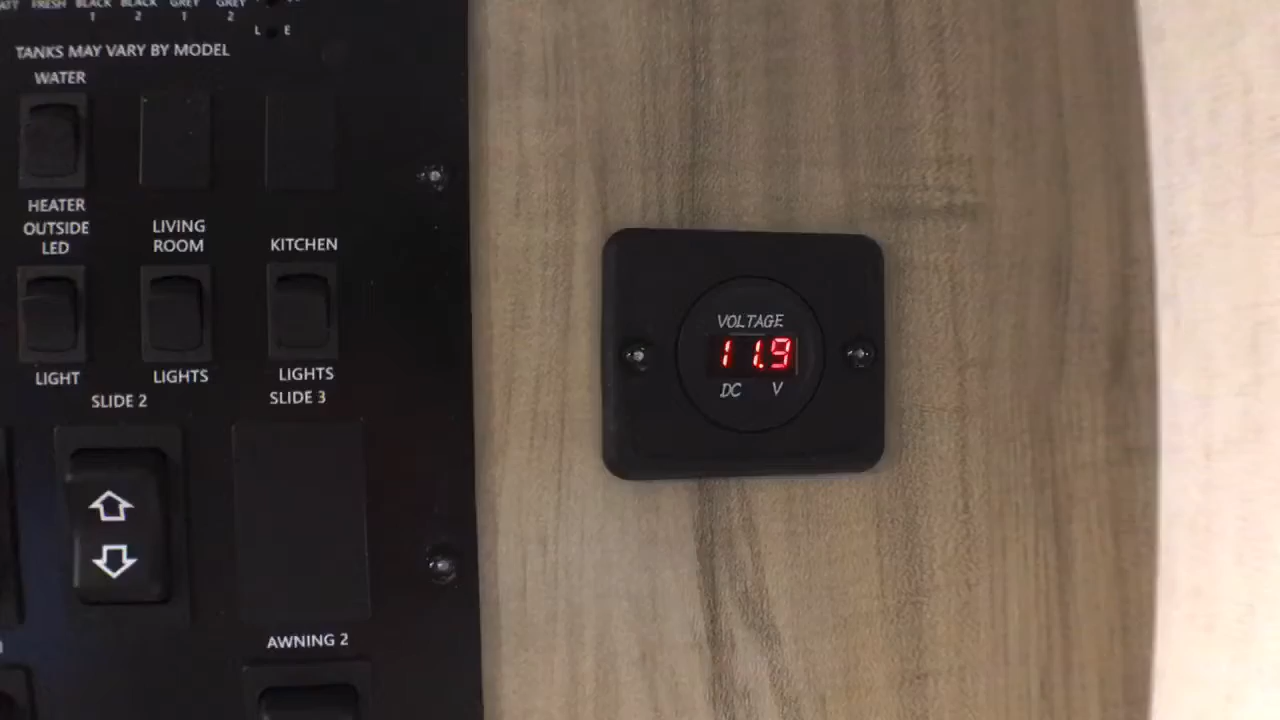 FRESH BLACK BLACK GREY GREY
1 2 1 2
L E
TANKS MAY VARY BY MODEL
WATER
HEATER
OUTSIDE
LED
LIVING
ROOM
KITCHEN
LIGHT
LIGHTS
LIGHTS
SLIDE 2
SLIDE 3
AWNING 2
VOLTAGE
11.9
DC V